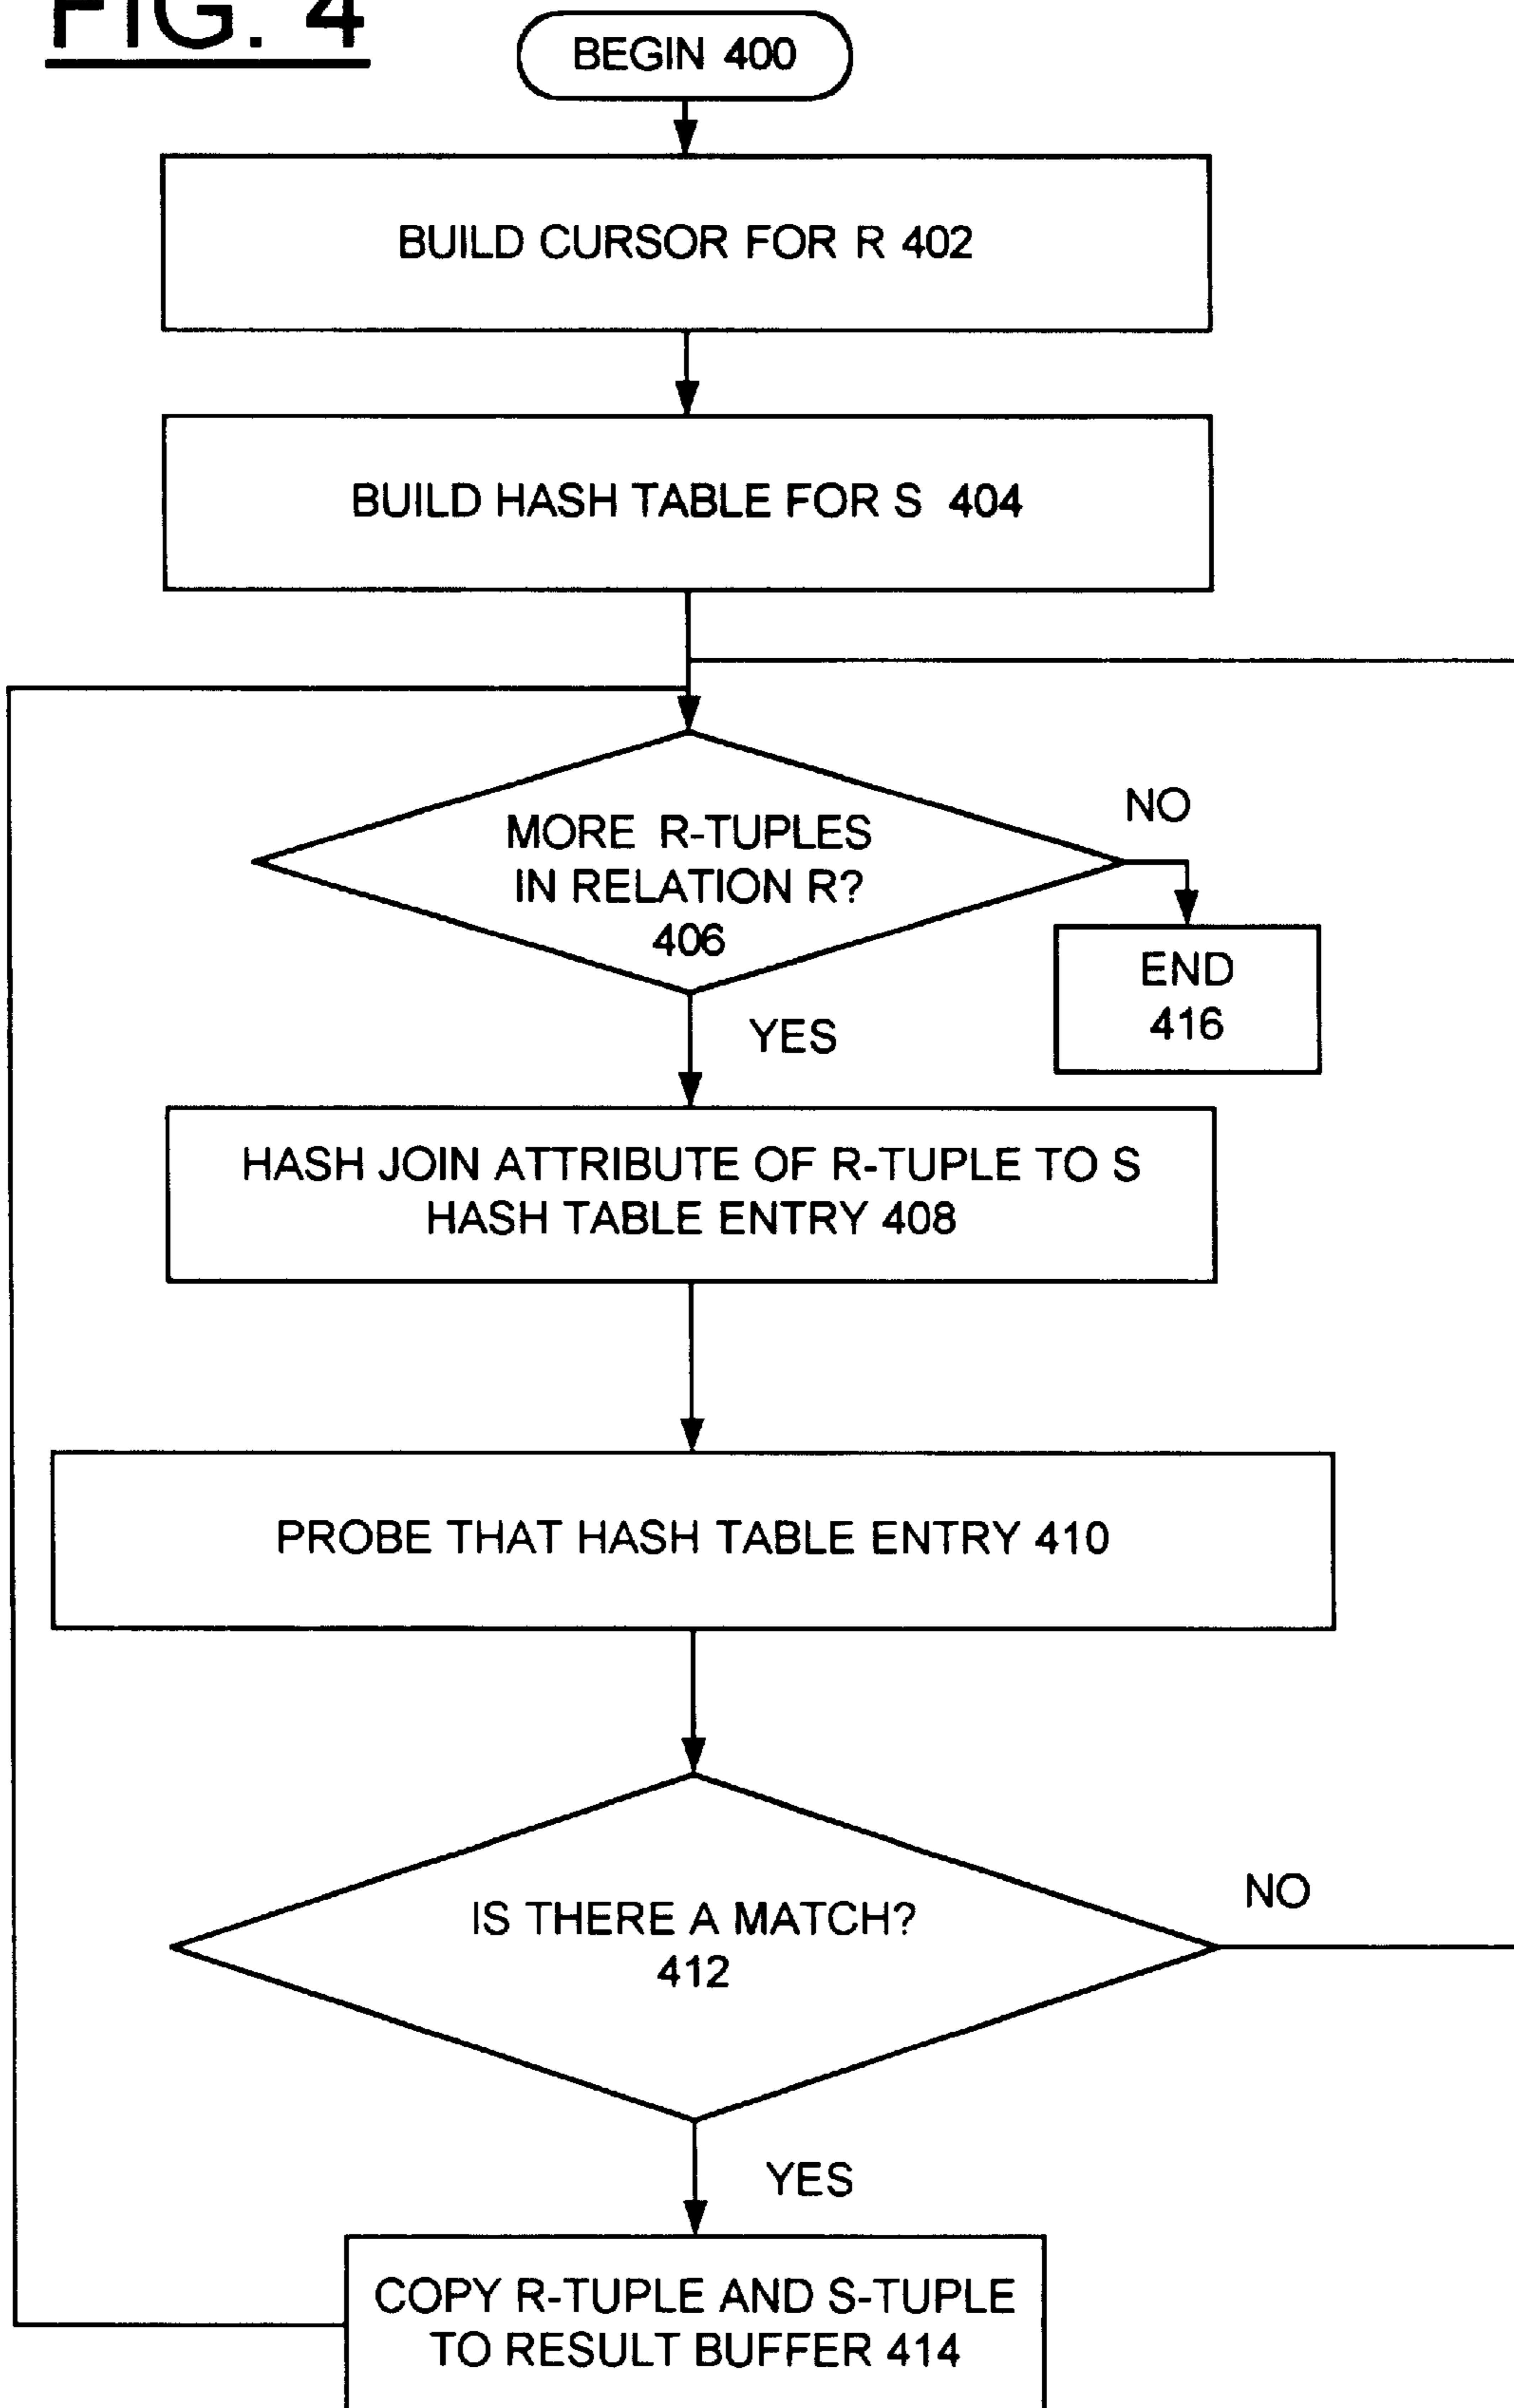 FIG. 4
BEGIN 400
BUILD CURSOR FOR R 402
BUILD HASH TABLE FOR S 404
MORE R-TUPLES
IN RELATION R?
406
NO
END
416
YES
HASH JOIN ATTRIBUTE OF R-TUPLE TO S
HASH TABLE ENTRY 408
PROBE THAT HASH TABLE ENTRY 410
IS THERE A MATCH?
412
NO
YES
COPY R-TUPLE AND S-TUPLE
TO RESULT BUFFER 414